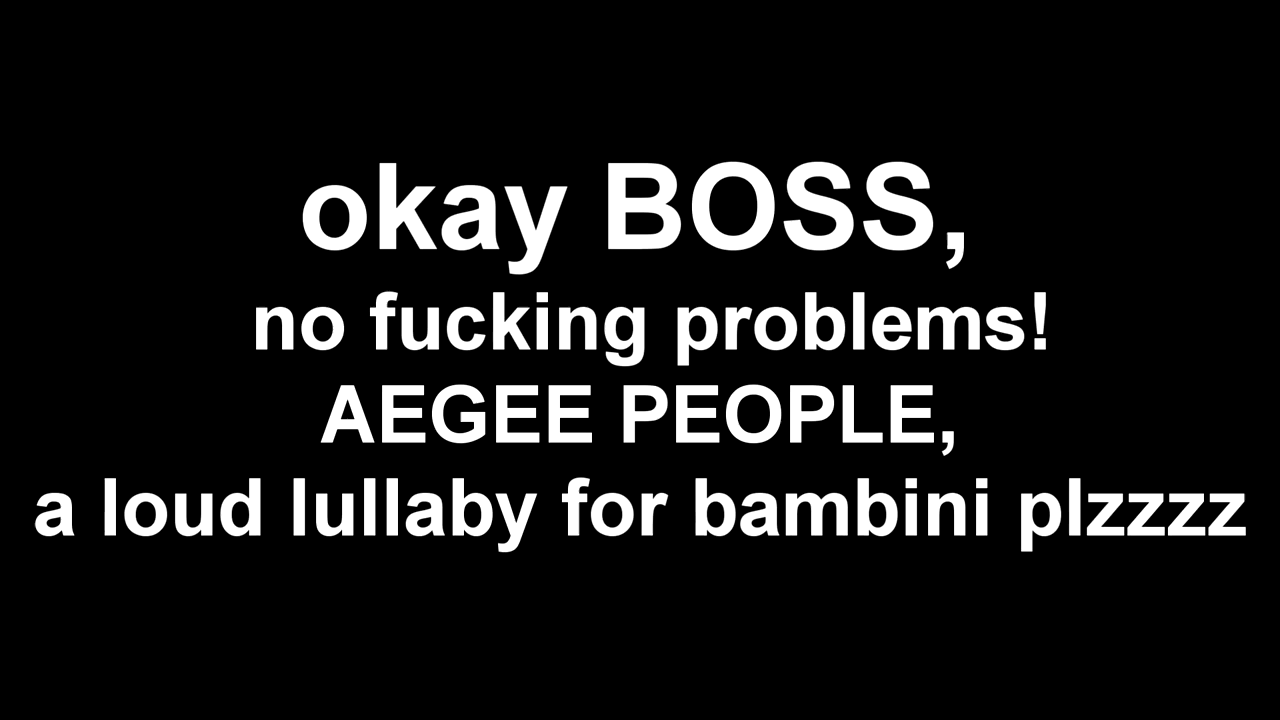 okay BOSS,
no fucking problems!
AEGEE PEOPLE,
a loud lullaby for bambini plzzzz